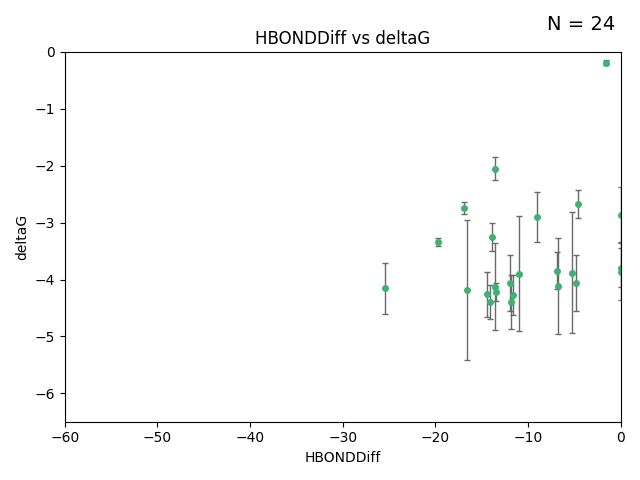 N = 24
HBONDDiff vs deltaG
0
−1
−2
−3
−4
−5
−6
deltaG
−60 −50 −40 −30 −20 −10 0
HBONDDiff